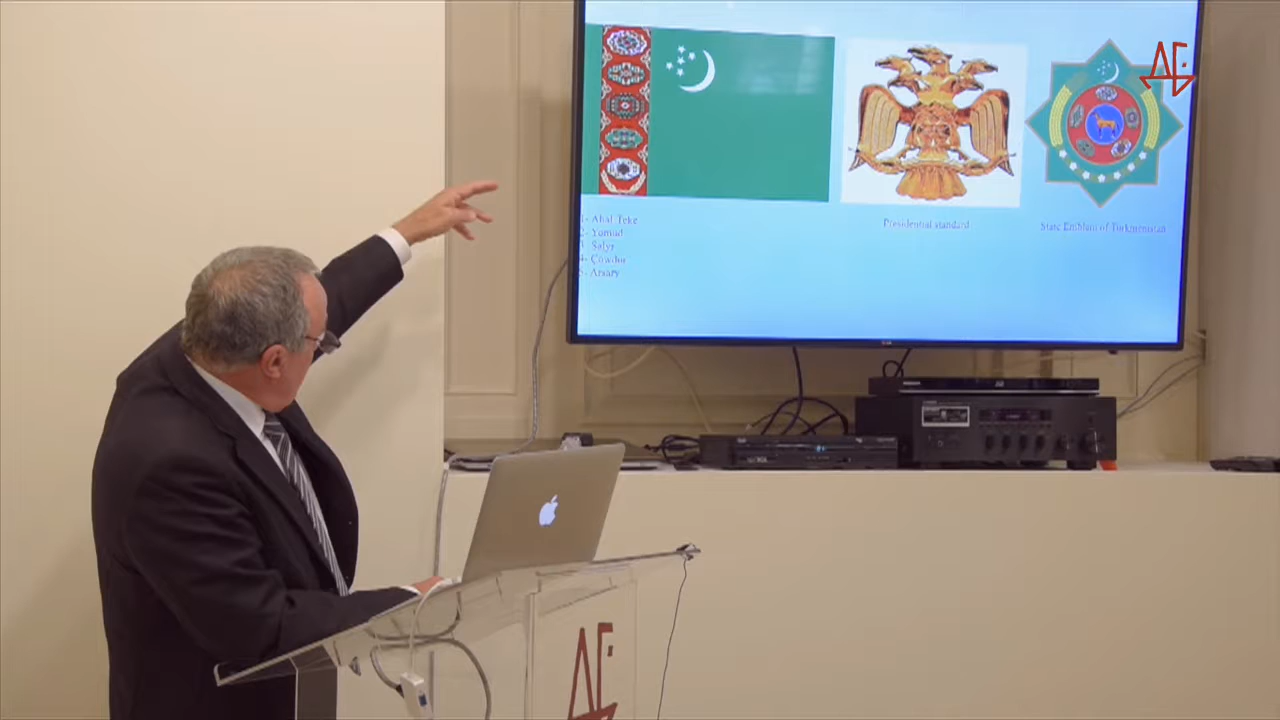 1- Ahal Teke
2- Yomud
3- Salyr
4- Çowdur
5- Arsary
Presidential standard
State Emblem of Turkmenistan